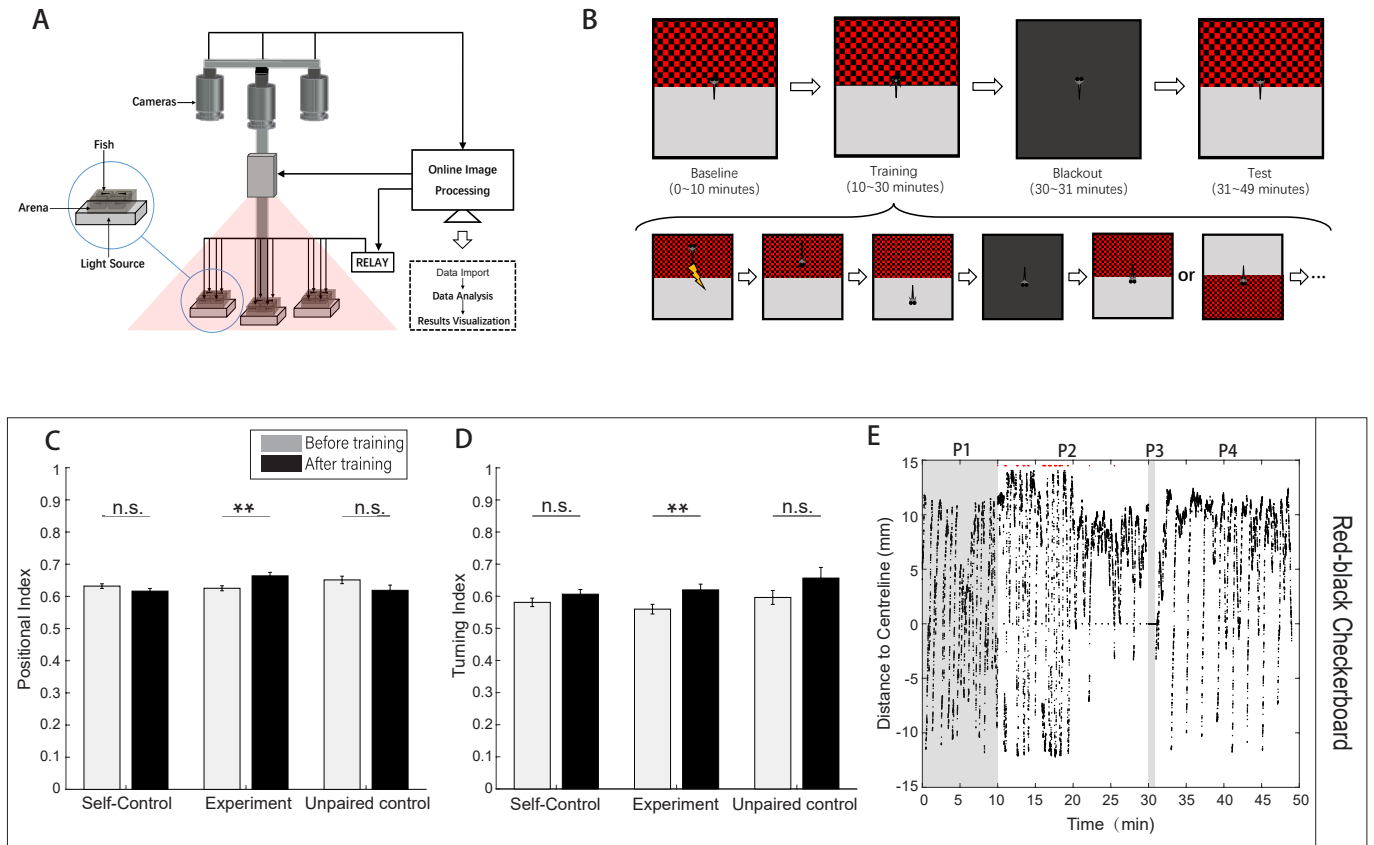 A
Cameras
Fish
Arena
Light Source
Online Image
Processing
RELAY
Data Import
Data Analysis
Results Visualization
B
Baseline
(0~10 minutes)
Training
(10~30 minutes)
Blackout
(30~31 minutes)
Test
(31~49 minutes)
or
...
C
Before training
After training
Positional Index
1
0.9
0.8
0.7
0.6
0.5
0.4
0.3
0.2
0.1
0
n.s.
**
n.s.
Self-Control
Experiment
Unpaired control
D
Turning Index
1
0.9
0.8
0.7
0.6
0.5
0.4
0.3
0.2
0.1
0
n.s.
**
n.s.
Self-Control
Experiment
Unpaired control
E
P1
P2
P3
P4
Distance to Centreline (mm)
15
10
5
0
-5
-10
-15
0 5 10 15 20 25 30 35 40 45 50
Time (min)
Red-black Checkerboard